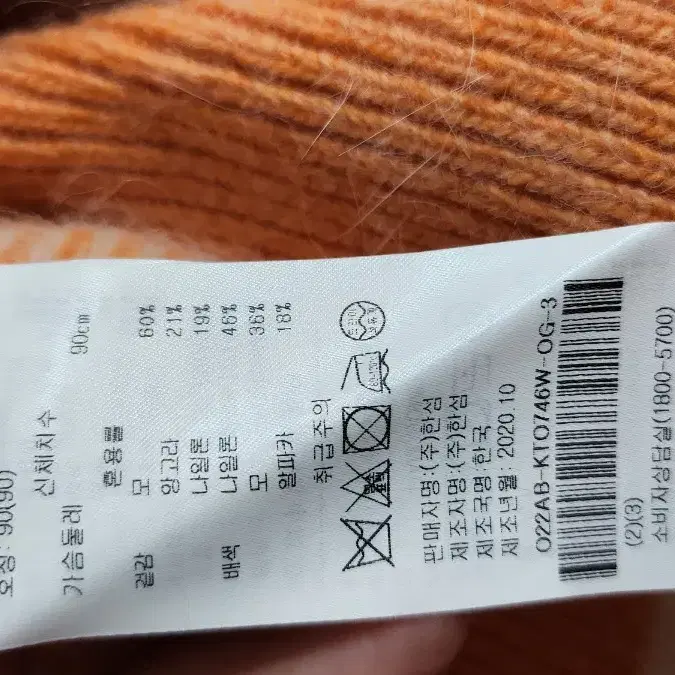 호칭: 90(90)
신체치수
가슴둘레 90cm
혼용률
겉감 모 60%
앙고라 21%
나일론 19%
배색 나일론 46%
모 36%
알파카 18%
취급주의
판매자명:(주)한섬
제조자명:(주)한섬
제조국명:한국
제조년월: 2020.10
O22AB-KTO746W-OG-3
(2)(3)
소비자상담실(1800-5700)